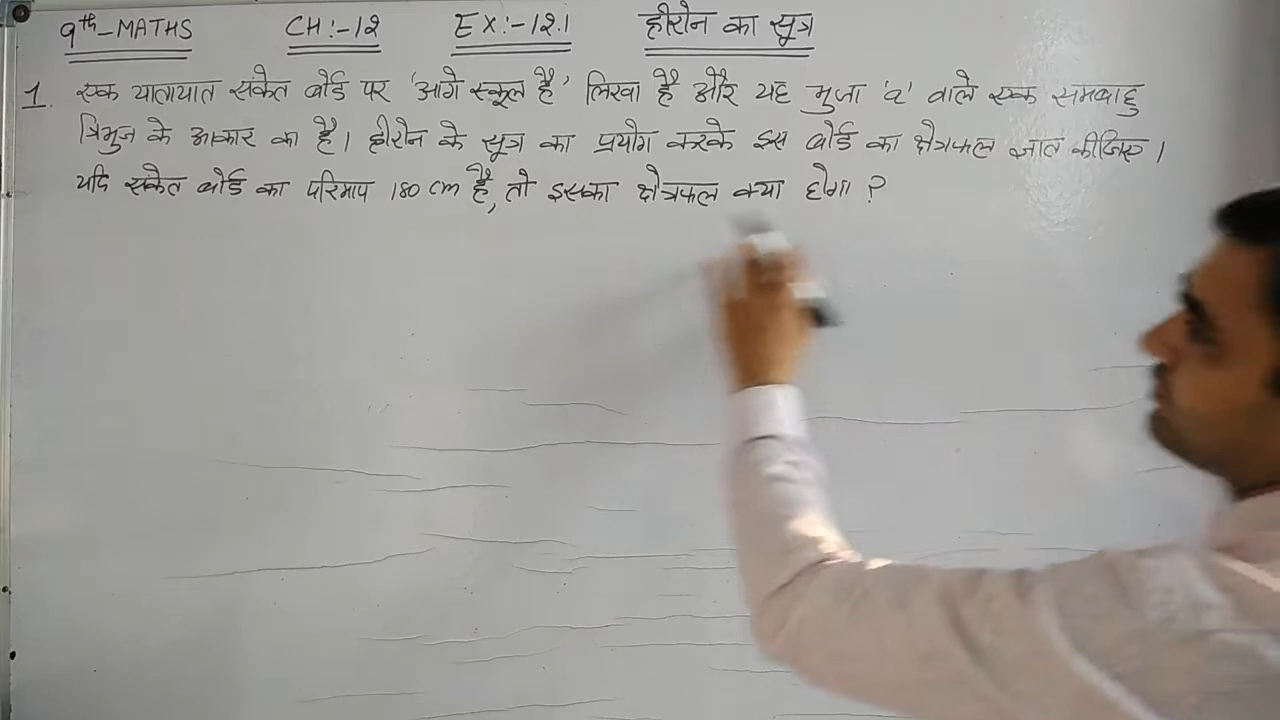 9th-MATHS CH:-12 EX:-12.1 हीरोन का सूत्र
1. एक यातायात संकेत बोर्ड पर 'आगे स्कूल है' लिखा है और यह भुजा 'a' वाले एक समबाहु
त्रिभुज के आकार का है। हीरोन के सूत्र का प्रयोग करके इस बोर्ड का क्षेत्रफल ज्ञात कीजिए।
यदि संकेत बोर्ड का परिमाप 180 cm है, तो इसका क्षेत्रफल क्या होगा ?